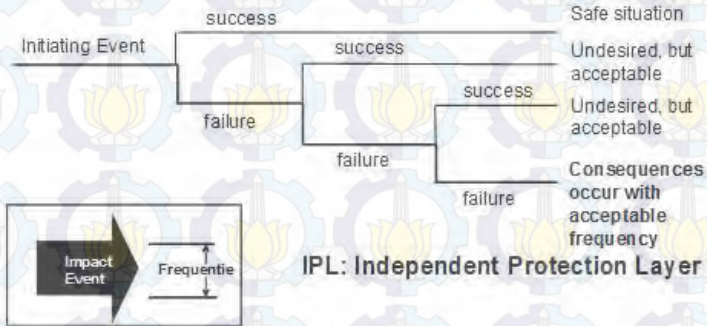 success
Safe situation
Initiating Event
success
Undesired, but
acceptable
success
Undesired, but
acceptable
failure
failure
failure
Consequences
occur with
acceptable
frequency
Impact
Event
Frequentie
IPL: Independent Protection Layer